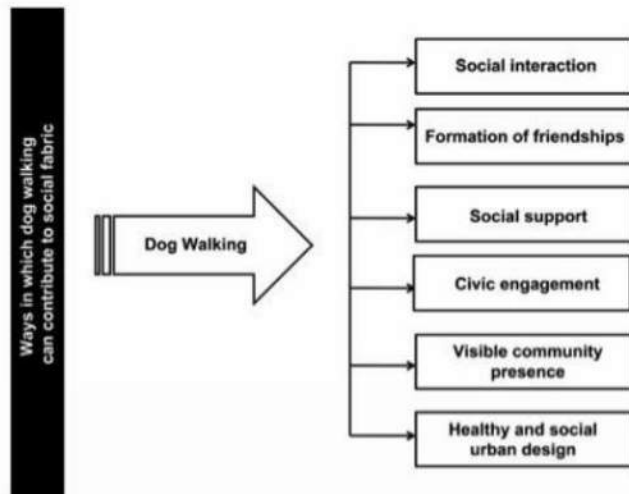 Ways in which dog walking
can contribute to social fabric
Dog Walking
Social interaction
Formation of friendships
Social support
Civic engagement
Visible community
presence
Healthy and social
urban design